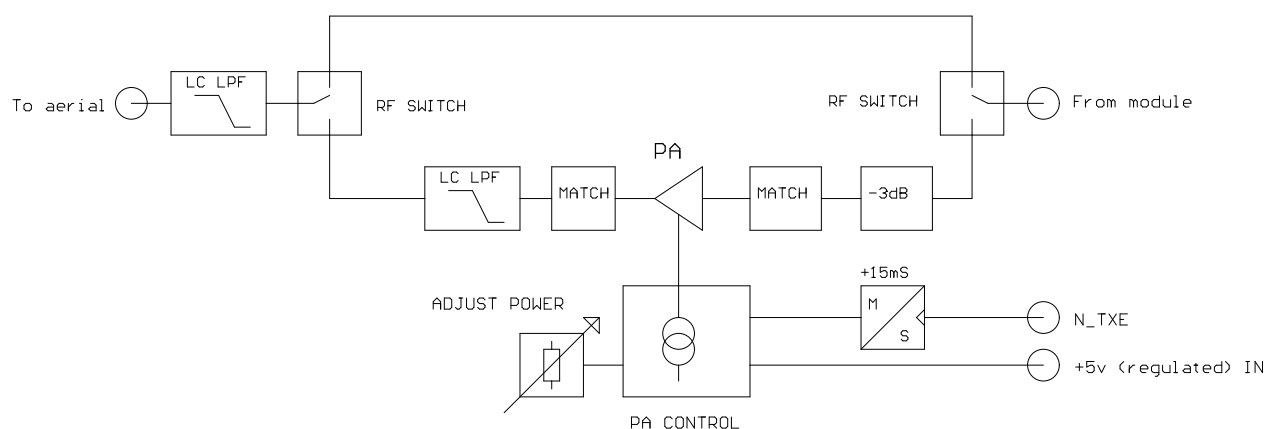 LC LPF
To aerial
RF SWITCH
RF SWITCH
From module
PA
LC LPF
MATCH
MATCH
-3dB
+15mS
ADJUST POWER
M
S
N_TXE
+5v (regulated) IN
PA CONTROL